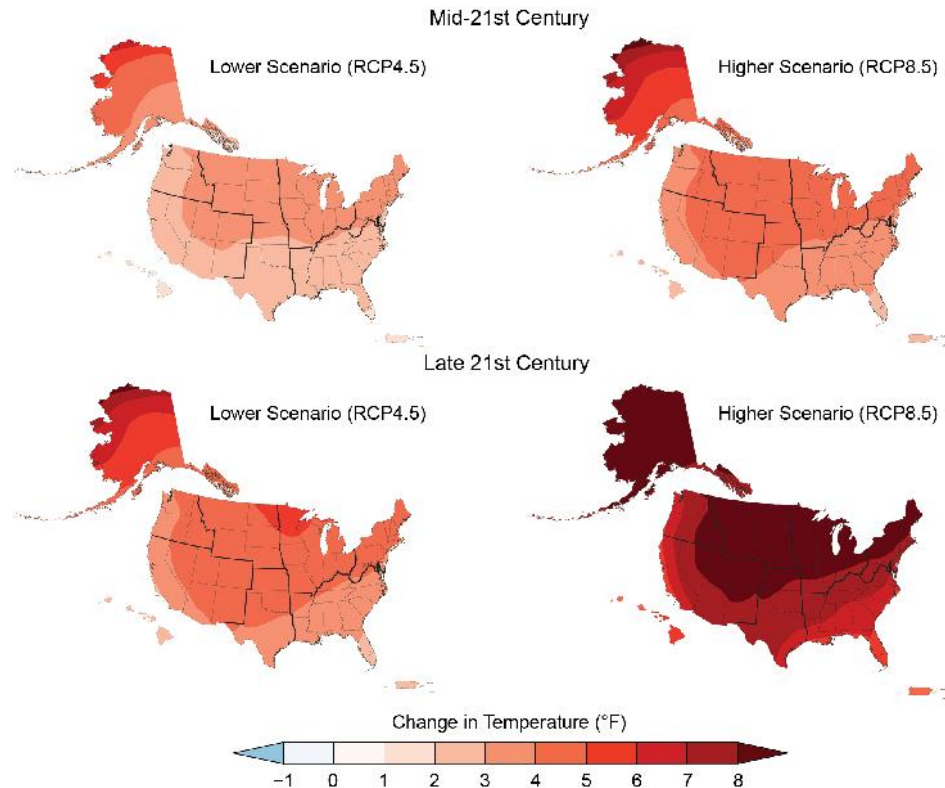 Mid-21st Century
Lower Scenario (RCP4.5)
Higher Scenario (RCP8.5)
Late 21st Century
Lower Scenario (RCP4.5)
Higher Scenario (RCP8.5)
Change in Temperature (°F)
−1 0 1 2 3 4 5 6 7 8